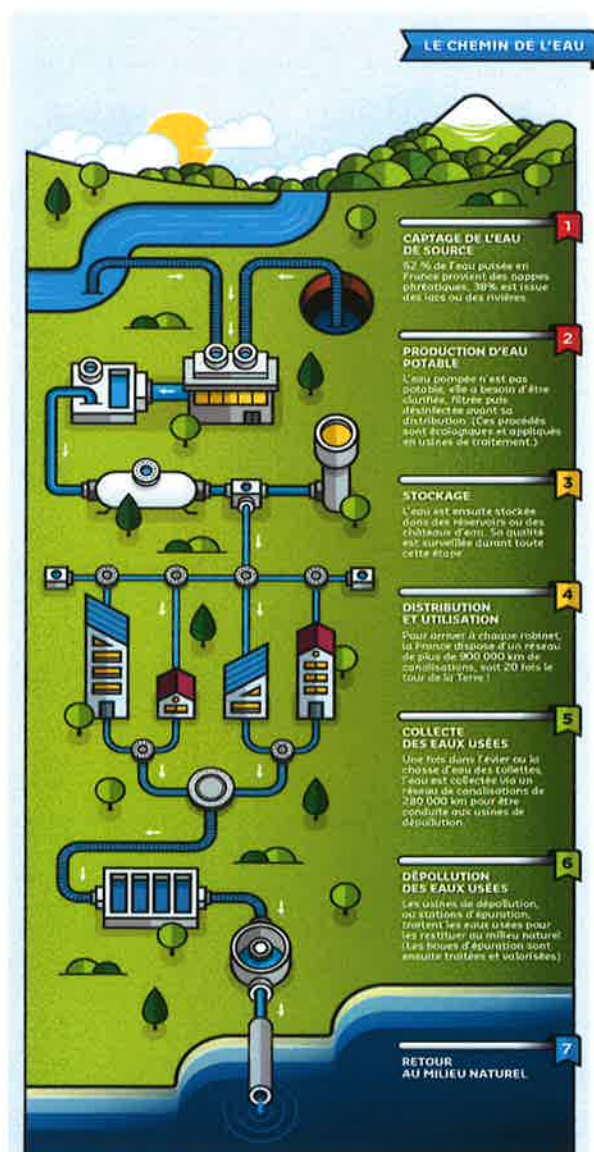 LE CHEMIN DE L'EAU
1
CAPTAGE DE L'EAU
DE SOURCE
62 % de l'eau puisée en
France provient des nappes
phréatiques, 38% est issue
des lacs ou des rivières.
2
PRODUCTION D'EAU
POTABLE
L'eau pompée n'est pas
potable, elle a besoin d'être
clarifiée, filtrée puis
désinfectée avant sa
distribution. (Ces procédés
sont écologiques et appliqués
en usines de traitement.)
3
STOCKAGE
L'eau est ensuite stockée
dans des réservoirs ou des
châteaux d'eau. Sa qualité
est surveillée durant toute
cette étape.
4
DISTRIBUTION
ET UTILISATION
Pour arriver à chaque robinet,
la France dispose d'un réseau
de plus de 900 000 km de
canalisations, soit 20 fois le
tour de la Terre !
5
COLLECTE
DES EAUX USÉES
Une fois dans l'évier ou la
chasse d'eau des toilettes,
l'eau est collectée via un
réseau de canalisations de
280 000 km pour être
conduite aux usines de
dépollution.
6
DÉPOLLUTION
DES EAUX USÉES
Les usines de dépollution,
ou stations d'épuration,
traitent les eaux usées pour
les restituer au milieu naturel.
(Les boues d'épuration sont
ensuite traitées et valorisées)
7
RETOUR
AU MILIEU NATUREL